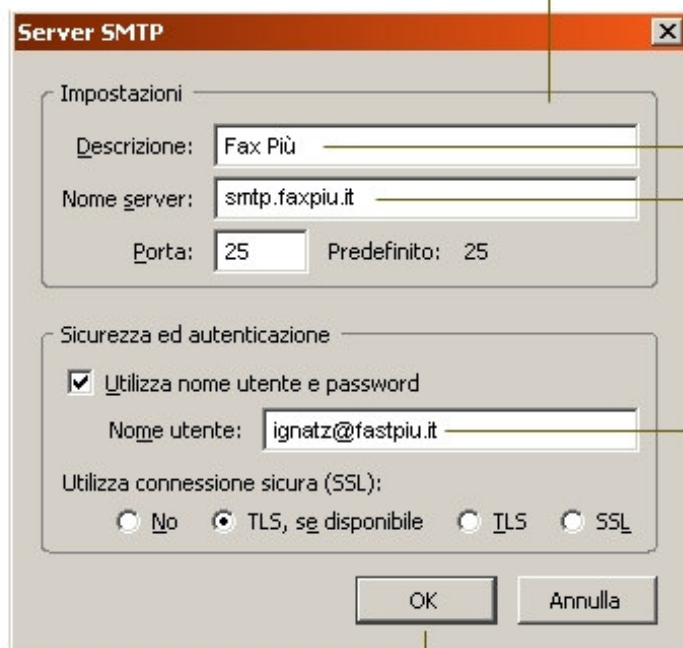 Server SMTP
Impostazioni
Descrizione: Fax Più
Nome server: smtp.faxpiu.it
Porta: 25 Predefinito: 25
Sicurezza ed autenticazione
Utilizza nome utente e password
Nome utente: ignatz@fastpiu.it
Utilizza connessione sicura (SSL):
No TLS, se disponibile TLS SSL
OK Annulla